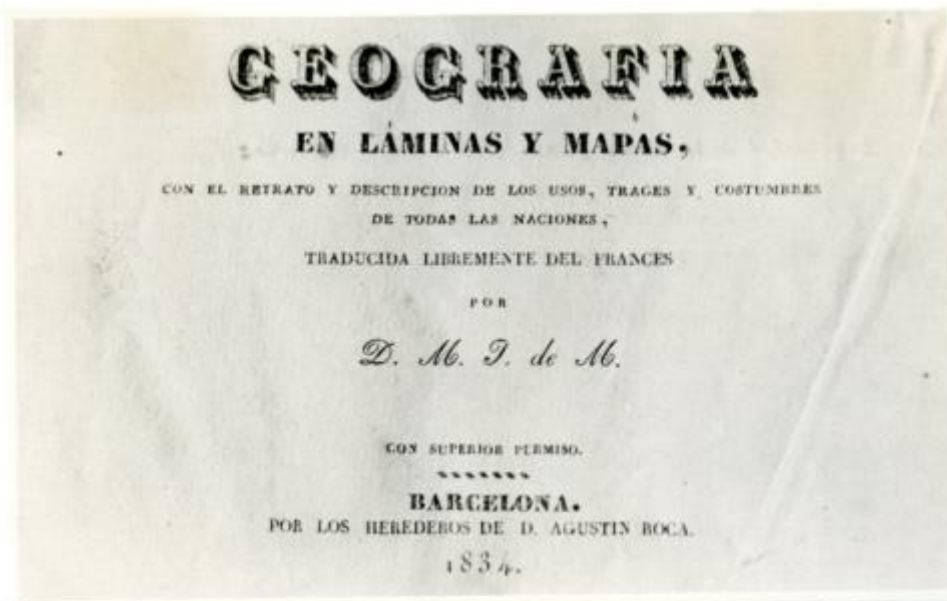 GEOGRAFIA
EN LÁMINAS Y MAPAS,
CON EL RETRATO Y DESCRIPCION DE LOS USOS, TRAGES Y COSTUMBRES
DE TODAS LAS NACIONES,
TRADUCIDA LIBREMENTE DEL FRANCES
POR
D. M. J. de M.
CON SUPERIOR PERMISO.
BARCELONA.
POR LOS HEREDEROS DE D. AGUSTIN ROCA.
1834.